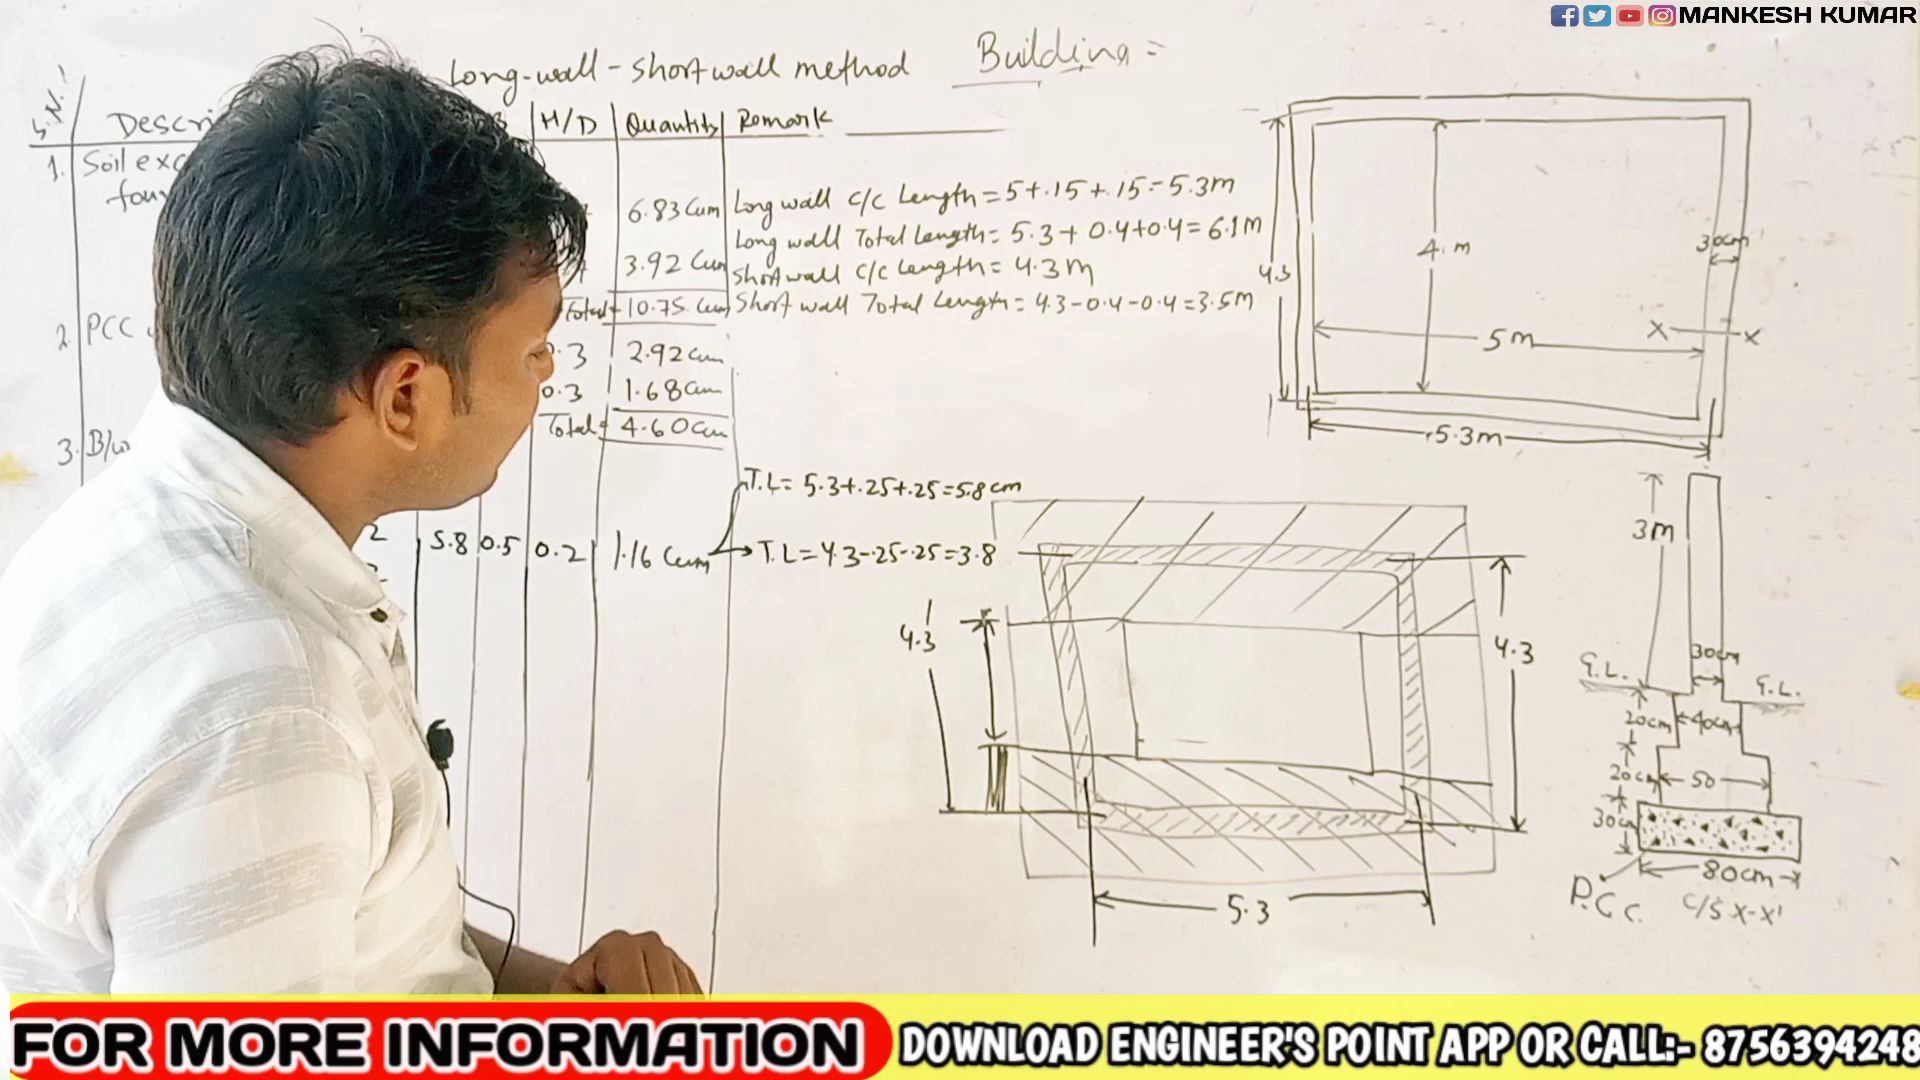 MANKESH KUMAR
Long-wall - short wall method
Building =
S.N.
H/D
Quantity
Remark
1. Soil
6.83 Cum
3.92 Cum
Total = 10.75 Cum
Long wall c/c Length = 5+.15+.15=5.3m
Long wall Total Length = 5.3+0.4+0.4=6.1m
Short wall c/c Length = 4.3m
Short wall Total Length = 4.3-0.4-0.4=3.5m
2. PCC
2.92 cum
0.3
1.68 Cum
Total = 4.60 Cum
3. B/w
T.L = 5.3+.25+.25=5.8 cm
2
5.8
0.5
0.2
1.16 Cum
T.L = 4.3-.25-.25=3.8
4.3
4. m
30cm
5m
X
X
5.3m
4.3
4.3
5.3
3m
30cm
G.L.
G.L.
20cm
40cm
20cm
50
30cm
80cm
P.C.C.
C/S X-X'
FOR MORE INFORMATION
DOWNLOAD ENGINEER'S POINT APP OR CALL:- 8756394248